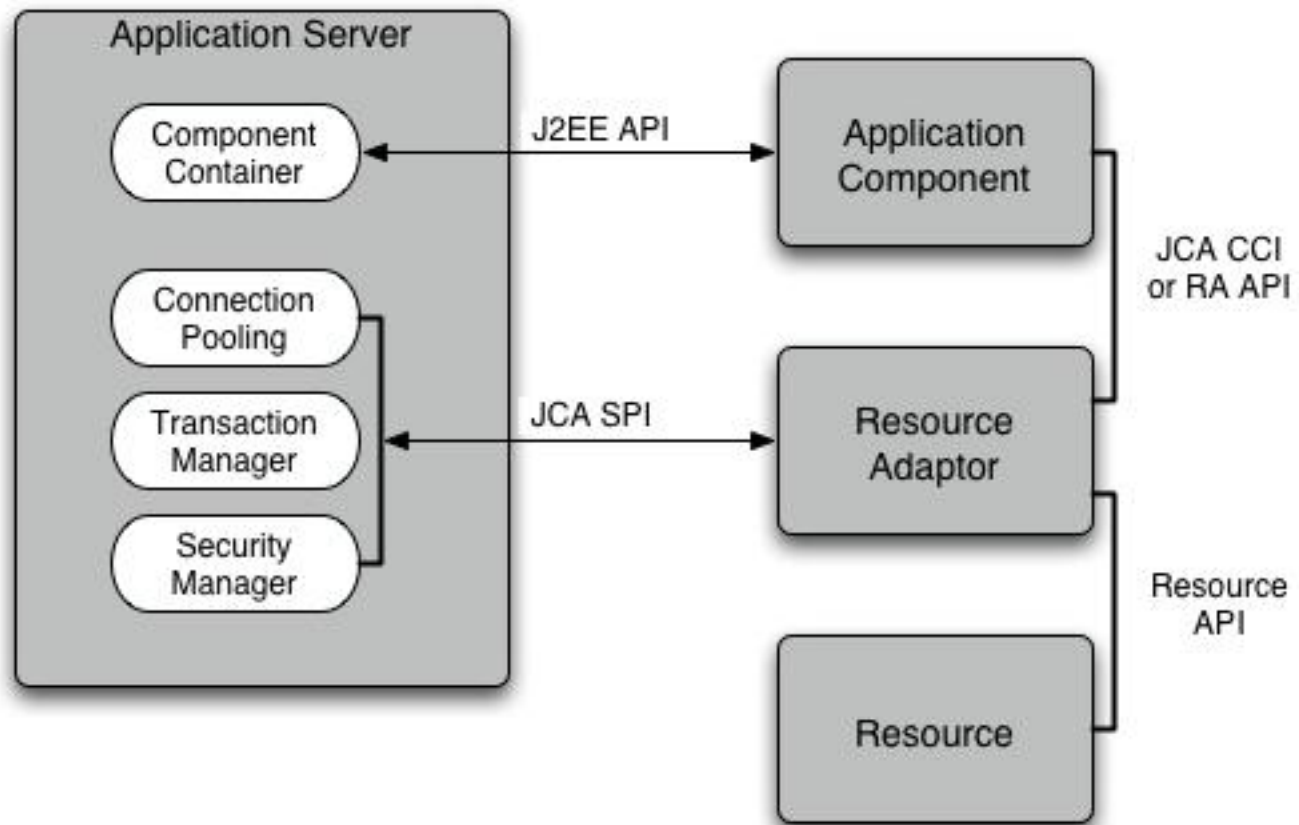 Application Server
Component
Container
J2EE API
Application
Component
JCA CCI
or RA API
Connection
Pooling
Transaction
Manager
Security
Manager
JCA SPI
Resource
Adaptor
Resource
API
Resource